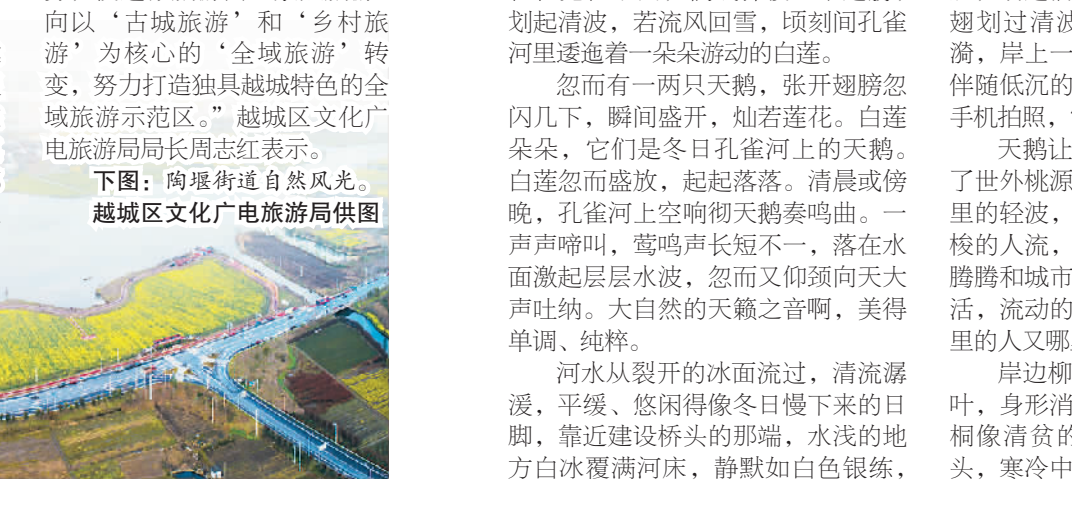 向以‘古城旅游’和‘乡村旅
游’为核心的‘全域旅游’转
变，努力打造独具越城特色的全
域旅游示范区。”越城区文化广
电旅游局局长周志红表示。
下图：陶堰街道自然风光。
越城区文化广电旅游局供图
划起清波，若流风回雪，顷刻间孔雀
河里逶迤着一朵朵游动的白莲。
忽而有一两只天鹅，张开翅膀忽
闪几下，瞬间盛开，灿若莲花。白莲
朵朵，它们是冬日孔雀河上的天鹅。
白莲忽而盛放，起起落落。清晨或傍
晚，孔雀河上空响彻天鹅奏鸣曲。一
声声啼叫，莺鸣声长短不一，落在水
面激起层层水波，忽而又仰颈向天大
声吐纳。大自然的天籁之音啊，美得
单调、纯粹。
河水从裂开的冰面流过，清流潺
湲，平缓、悠闲得像冬日慢下来的日
脚，靠近建设桥头的那端，水浅的地
方白冰覆满河床，静默如白色银练，
翅划过清波
漪，岸上一
伴随低沉的
手机拍照，
天鹅让
了世外桃源
里的轻波，
梭的人流，
腾腾和城市
活，流动的
里的人又哪
岸边柳
叶，身形消
桐像清贫的
头，寒冷中